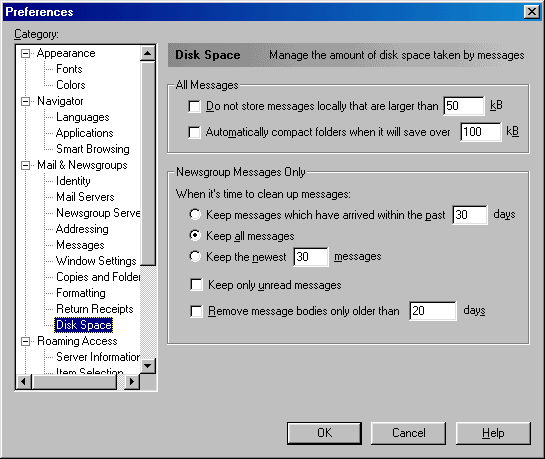 Preferences
Category:
Appearance
Fonts
Colors
Navigator
Languages
Applications
Smart Browsing
Mail & Newsgroups
Identity
Mail Servers
Newsgroup Serve
Addressing
Messages
Window Settings
Copies and Folder
Formatting
Return Receipts
Disk Space
Roaming Access
Server Information
Item Selection
Disk Space Manage the amount of disk space taken by messages
All Messages
Do not store messages locally that are larger than 50 kB
Automatically compact folders when it will save over 100 kB
Newsgroup Messages Only
When it's time to clean up messages:
Keep messages which have arrived within the past 30 days
Keep all messages
Keep the newest 30 messages
Keep only unread messages
Remove message bodies only older than 20 days
OK Cancel Help